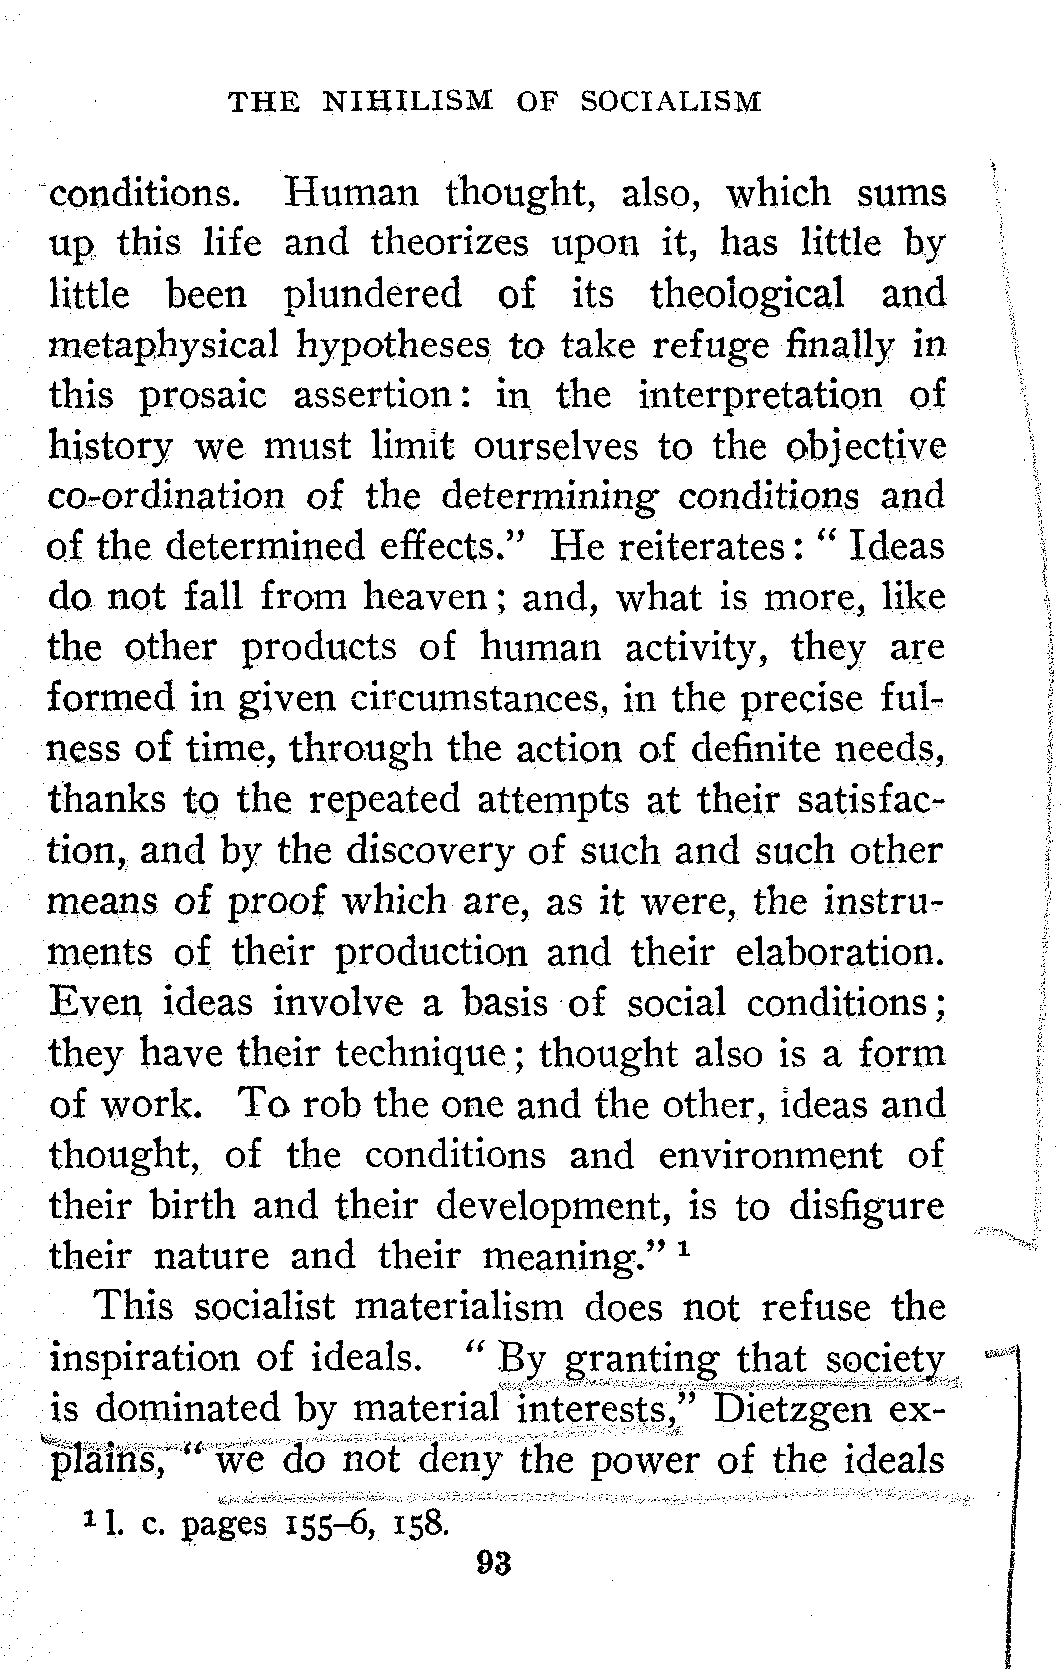 THE NIHILISM OF SOCIALISM
conditions. Human thought, also, which sums
up this life and theorizes upon it, has little by
little been plundered of its theological and
metaphysical hypotheses to take refuge finally in
this prosaic assertion: in the interpretation of
history we must limit ourselves to the objective
co-ordination of the determining conditions and
of the determined effects.” He reiterates: “ Ideas
do not fall from heaven; and, what is more, like
the other products of human activity, they are
formed in given circumstances, in the precise ful-
ness of time, through the action of definite needs,
thanks to the repeated attempts at their satisfac-
tion, and by the discovery of such and such other
means of proof which are, as it were, the instru-
ments of their production and their elaboration.
Even ideas involve a basis of social conditions;
they have their technique; thought also is a form
of work. To rob the one and the other, ideas and
thought, of the conditions and environment of
their birth and their development, is to disfigure
their nature and their meaning.” ¹
This socialist materialism does not refuse the
inspiration of ideals. “ By granting that society
is dominated by material interests,” Dietzgen ex-
plains, “ we do not deny the power of the ideals
¹ l. c. pages 155–6, 158.
93